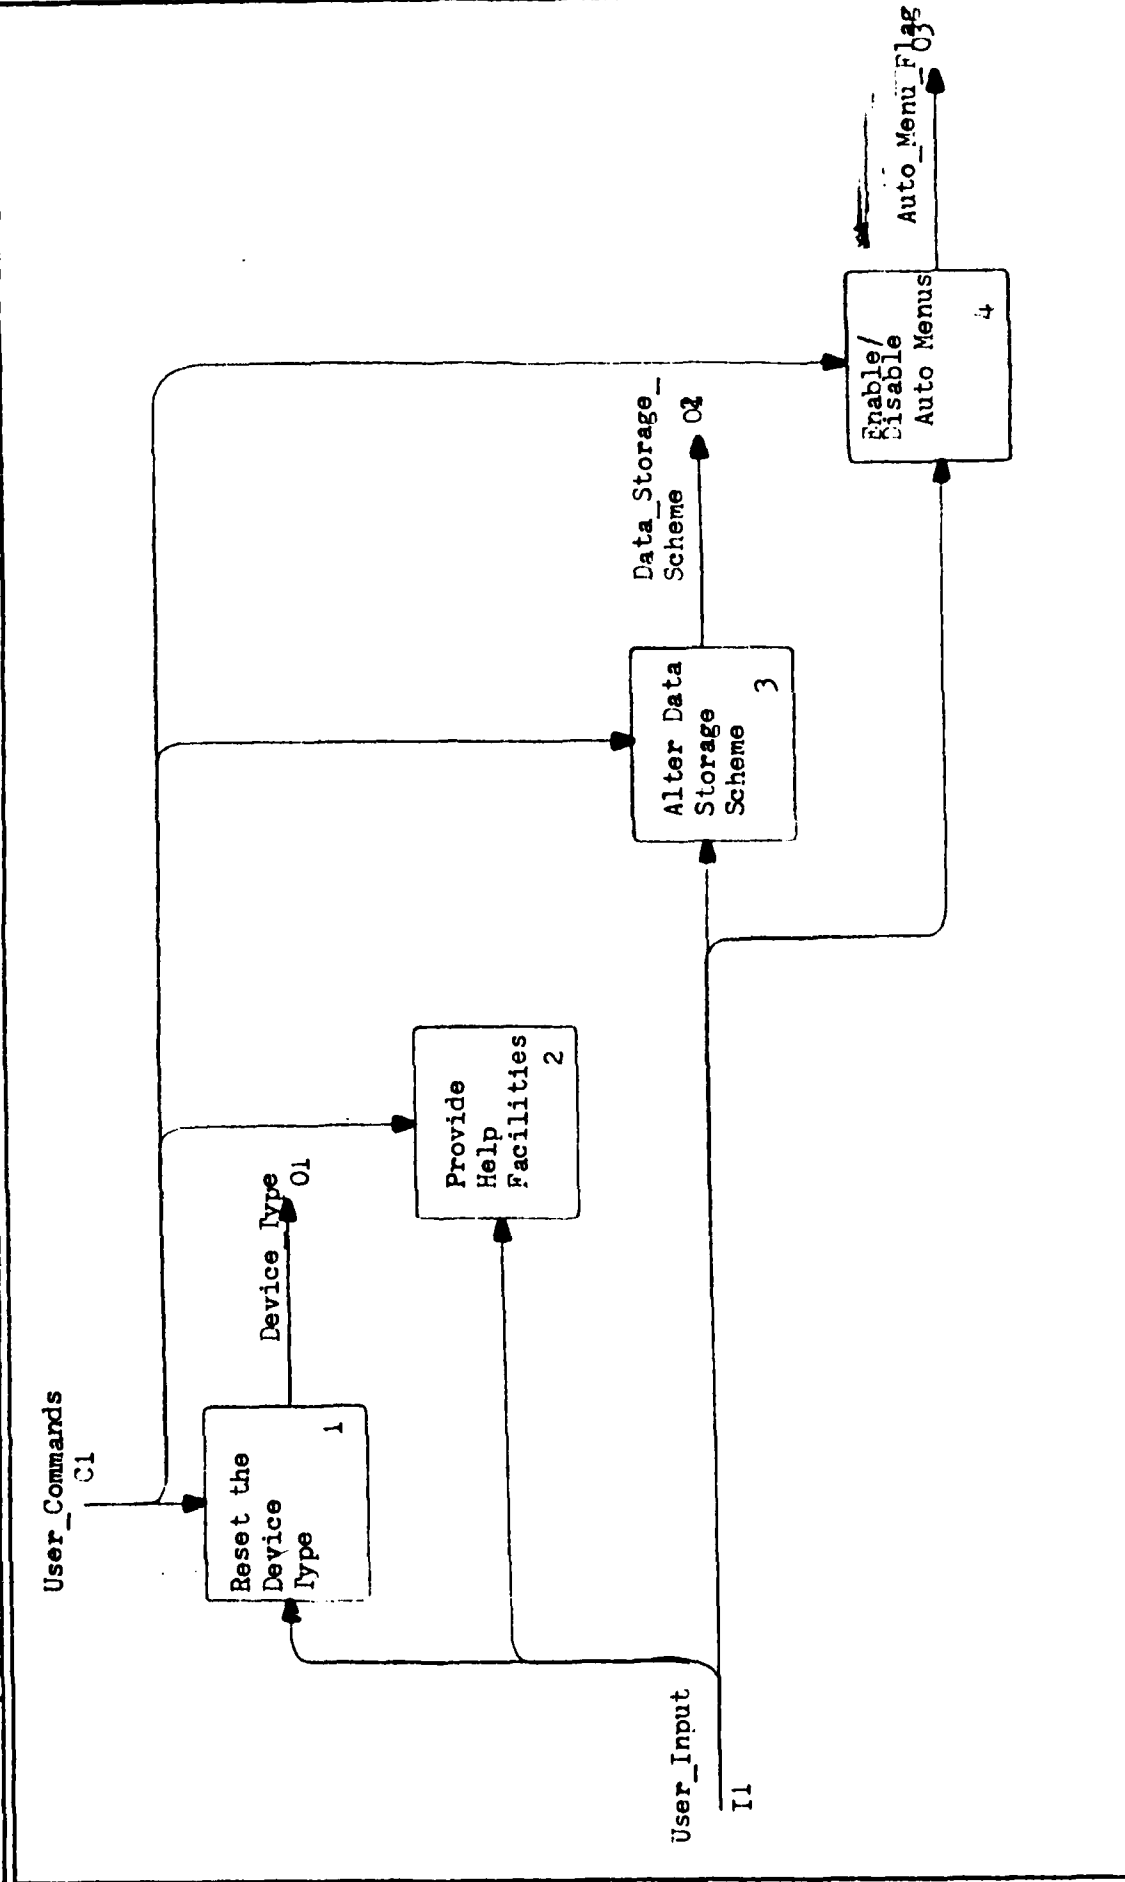 User_Commands
C1
Reset the
Device
Type
1
Device_Type
O1
Provide
Help
Facilities
2
Alter Data
Storage
Scheme
3
Data_Storage_
Scheme
O2
Enable/
Disable
Auto Menus
4
Auto_Menu_Flag
O3
User_Input
I1